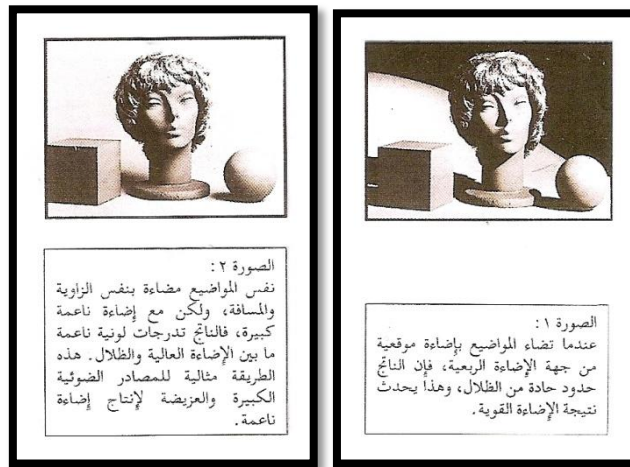 الصورة ١:
عندما تضاء المواضيع بإضاءة موقعية
من جهة الإضاءة الربعية، فإن الناتج
حدود حادة من الظلال، وهذا يحدث
نتيجة الإضاءة القوية.
الصورة ٢:
نفس المواضيع مضاءة بنفس الزاوية
والمسافة، ولكن مع إضاءة ناعمة
كبيرة، فالناتج تدرجات لونية ناعمة
ما بين الإضاءة العالية والظلال. هذه
الطريقة مثالية للمصادر الضوئية
الكبيرة والعريضة لإنتاج إضاءة
ناعمة.